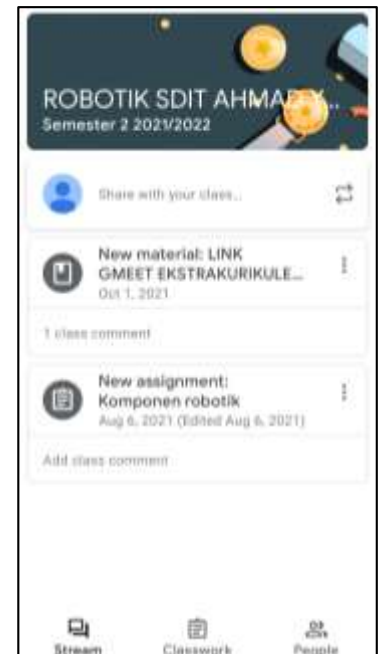 ROBOTIK SDIT AHMAD Y...
Semester 2 2021/2022
Share with your class...
New material: LINK
GMEET EKSTRAKURIKULE...
Oct 1, 2021
1 class comment
New assignment:
Komponen robotik
Aug 6, 2021 (Edited Aug 6, 2021)
Add class comment
Stream Classwork People